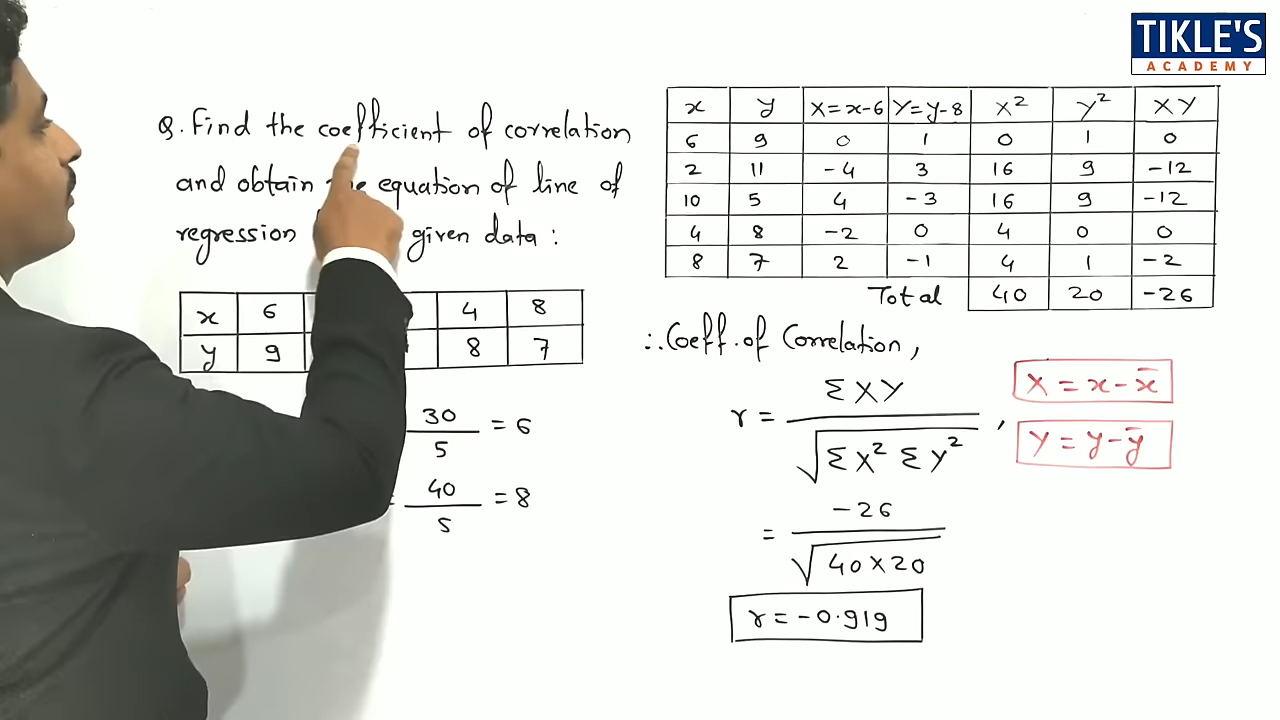 TIKLE'S
ACADEMY
Q. Find the coefficient of correlation
and obtain equation of line of
regression given data :
x 6 4 8
y 9 8 7
30
5
= 6
40
5
= 8
x y X=x-6 Y=y-8 X² Y² XY
6 9 0 1 0 1 0
2 11 -4 3 16 9 -12
10 5 4 -3 16 9 -12
4 8 -2 0 4 0 0
8 7 2 -1 4 1 -2
Total 40 20 -26
∴ Coeff. of Correlation,
r = ΣXY / √ΣX² ΣY² ,
X = x - x̄
Y = y - ȳ
= -26 / √40×20
r = -0.919